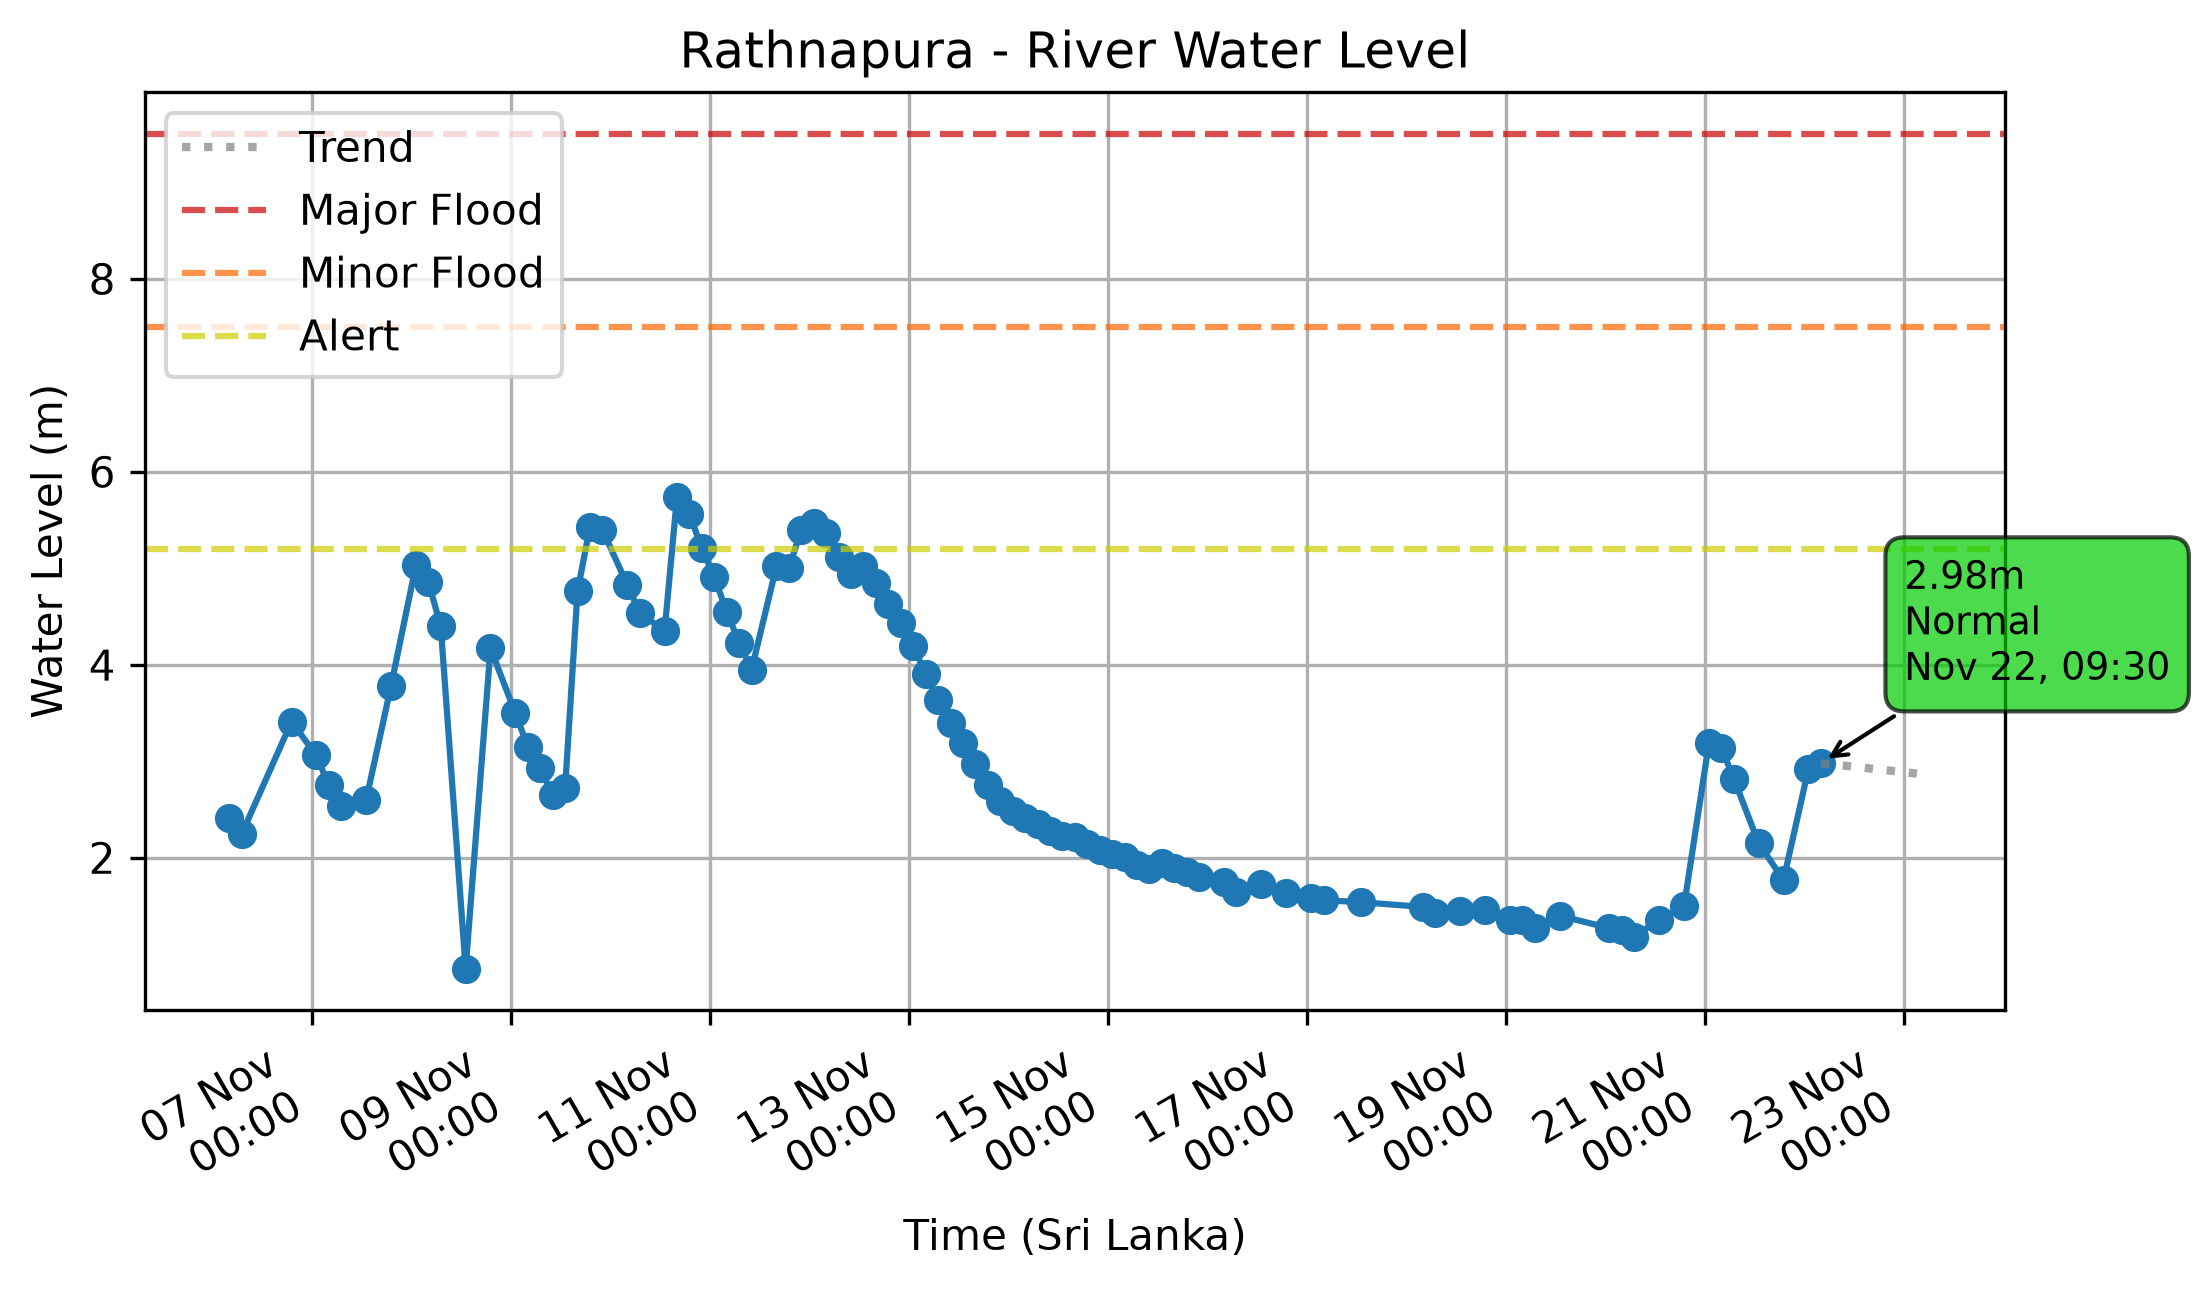 Rathnapura - River Water Level
Trend
Major Flood
Minor Flood
Alert
Water Level (m)
8
6
4
2
2.98m
Normal
Nov 22, 09:30
07 Nov
00:00
09 Nov
00:00
11 Nov
00:00
13 Nov
00:00
15 Nov
00:00
17 Nov
00:00
19 Nov
00:00
21 Nov
00:00
23 Nov
00:00
Time (Sri Lanka)